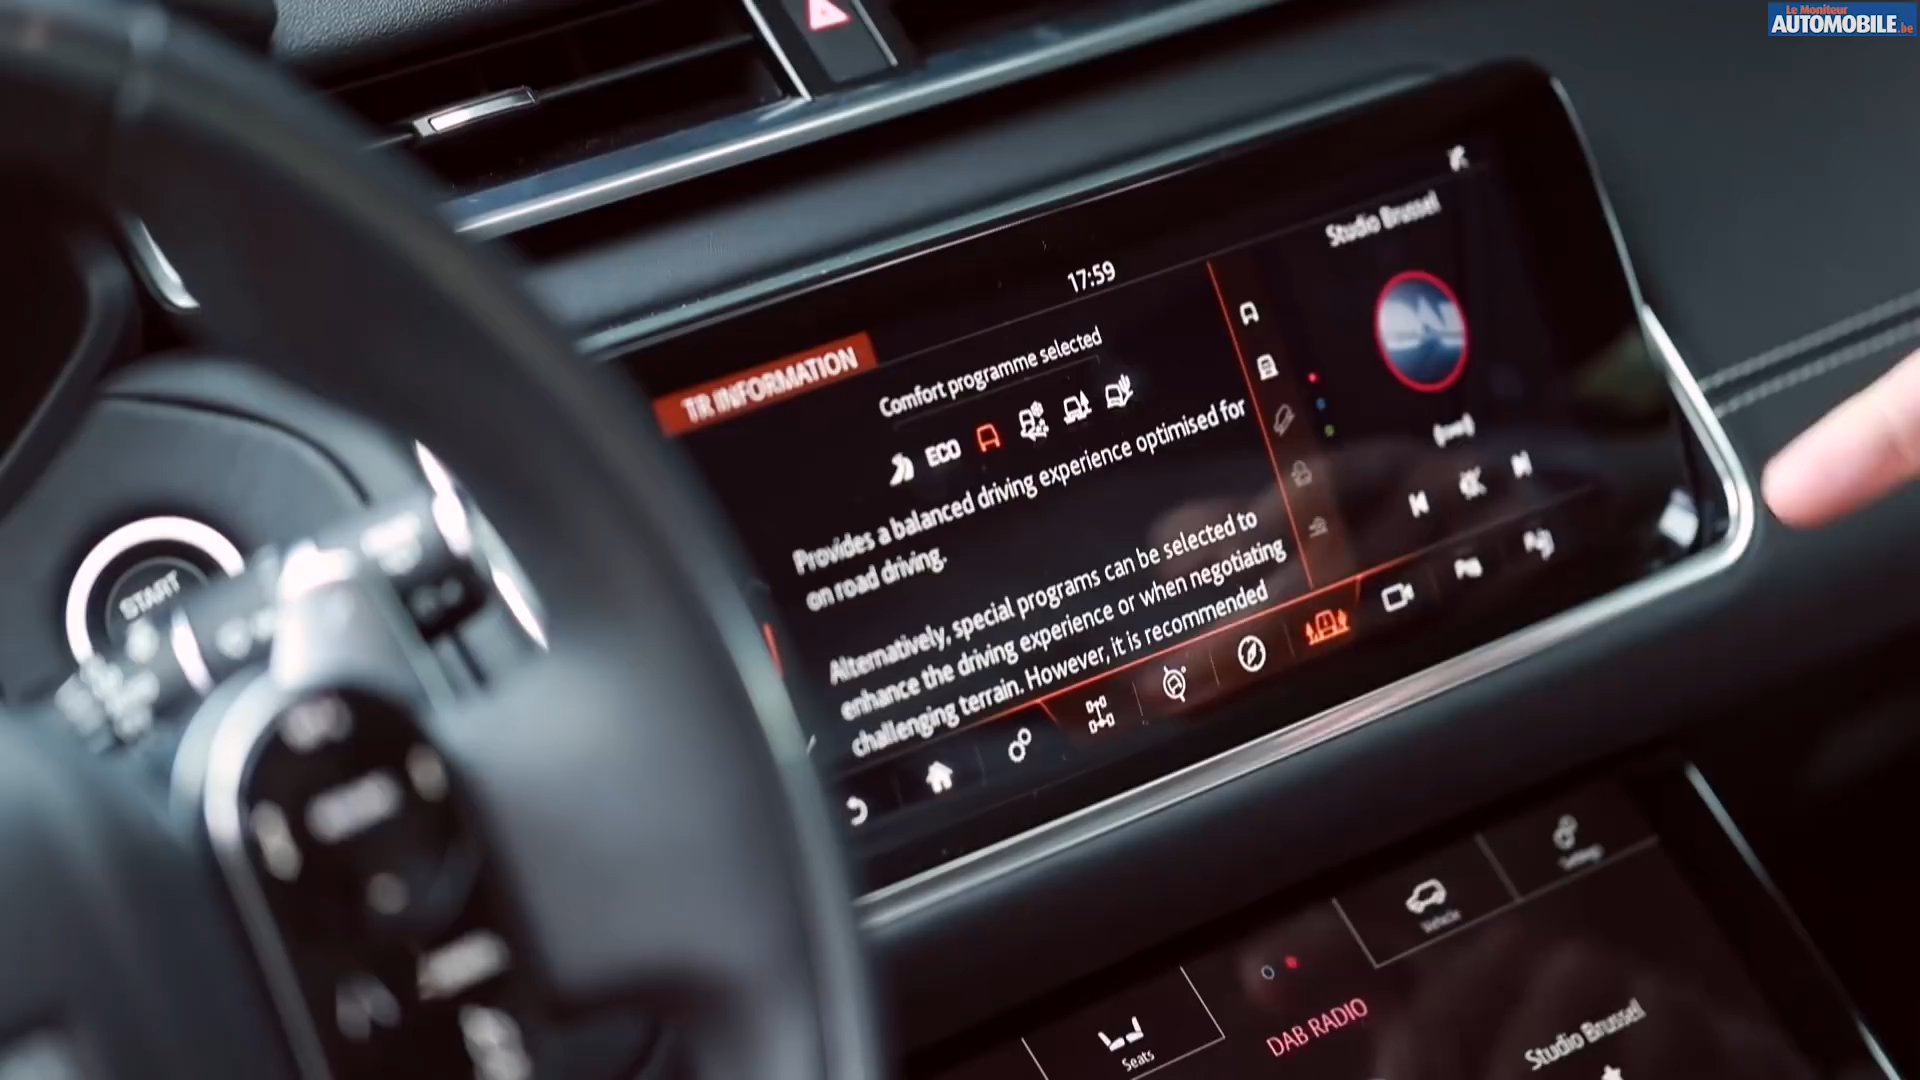 Le Moniteur
AUTOMOBILE.be
Studio Brussel
17:59
TR INFORMATION
Comfort programme selected
ECO
Provides a balanced driving experience optimised for
on road driving.
Alternatively, special programs can be selected to
enhance the driving experience or when negotiating
challenging terrain. However, it is recommended
START
Settings
Vehicle
Seats
DAB RADIO
Studio Brussel